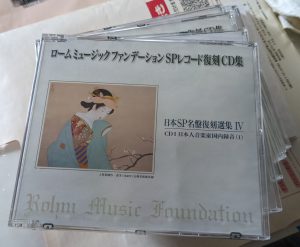 ローム ミュージック ファンデーション SPレコード復刻CD集
日本SP名盤復刻選集 IV
CD1 日本人音楽家国内録音(1)
Rohm Music Foundation